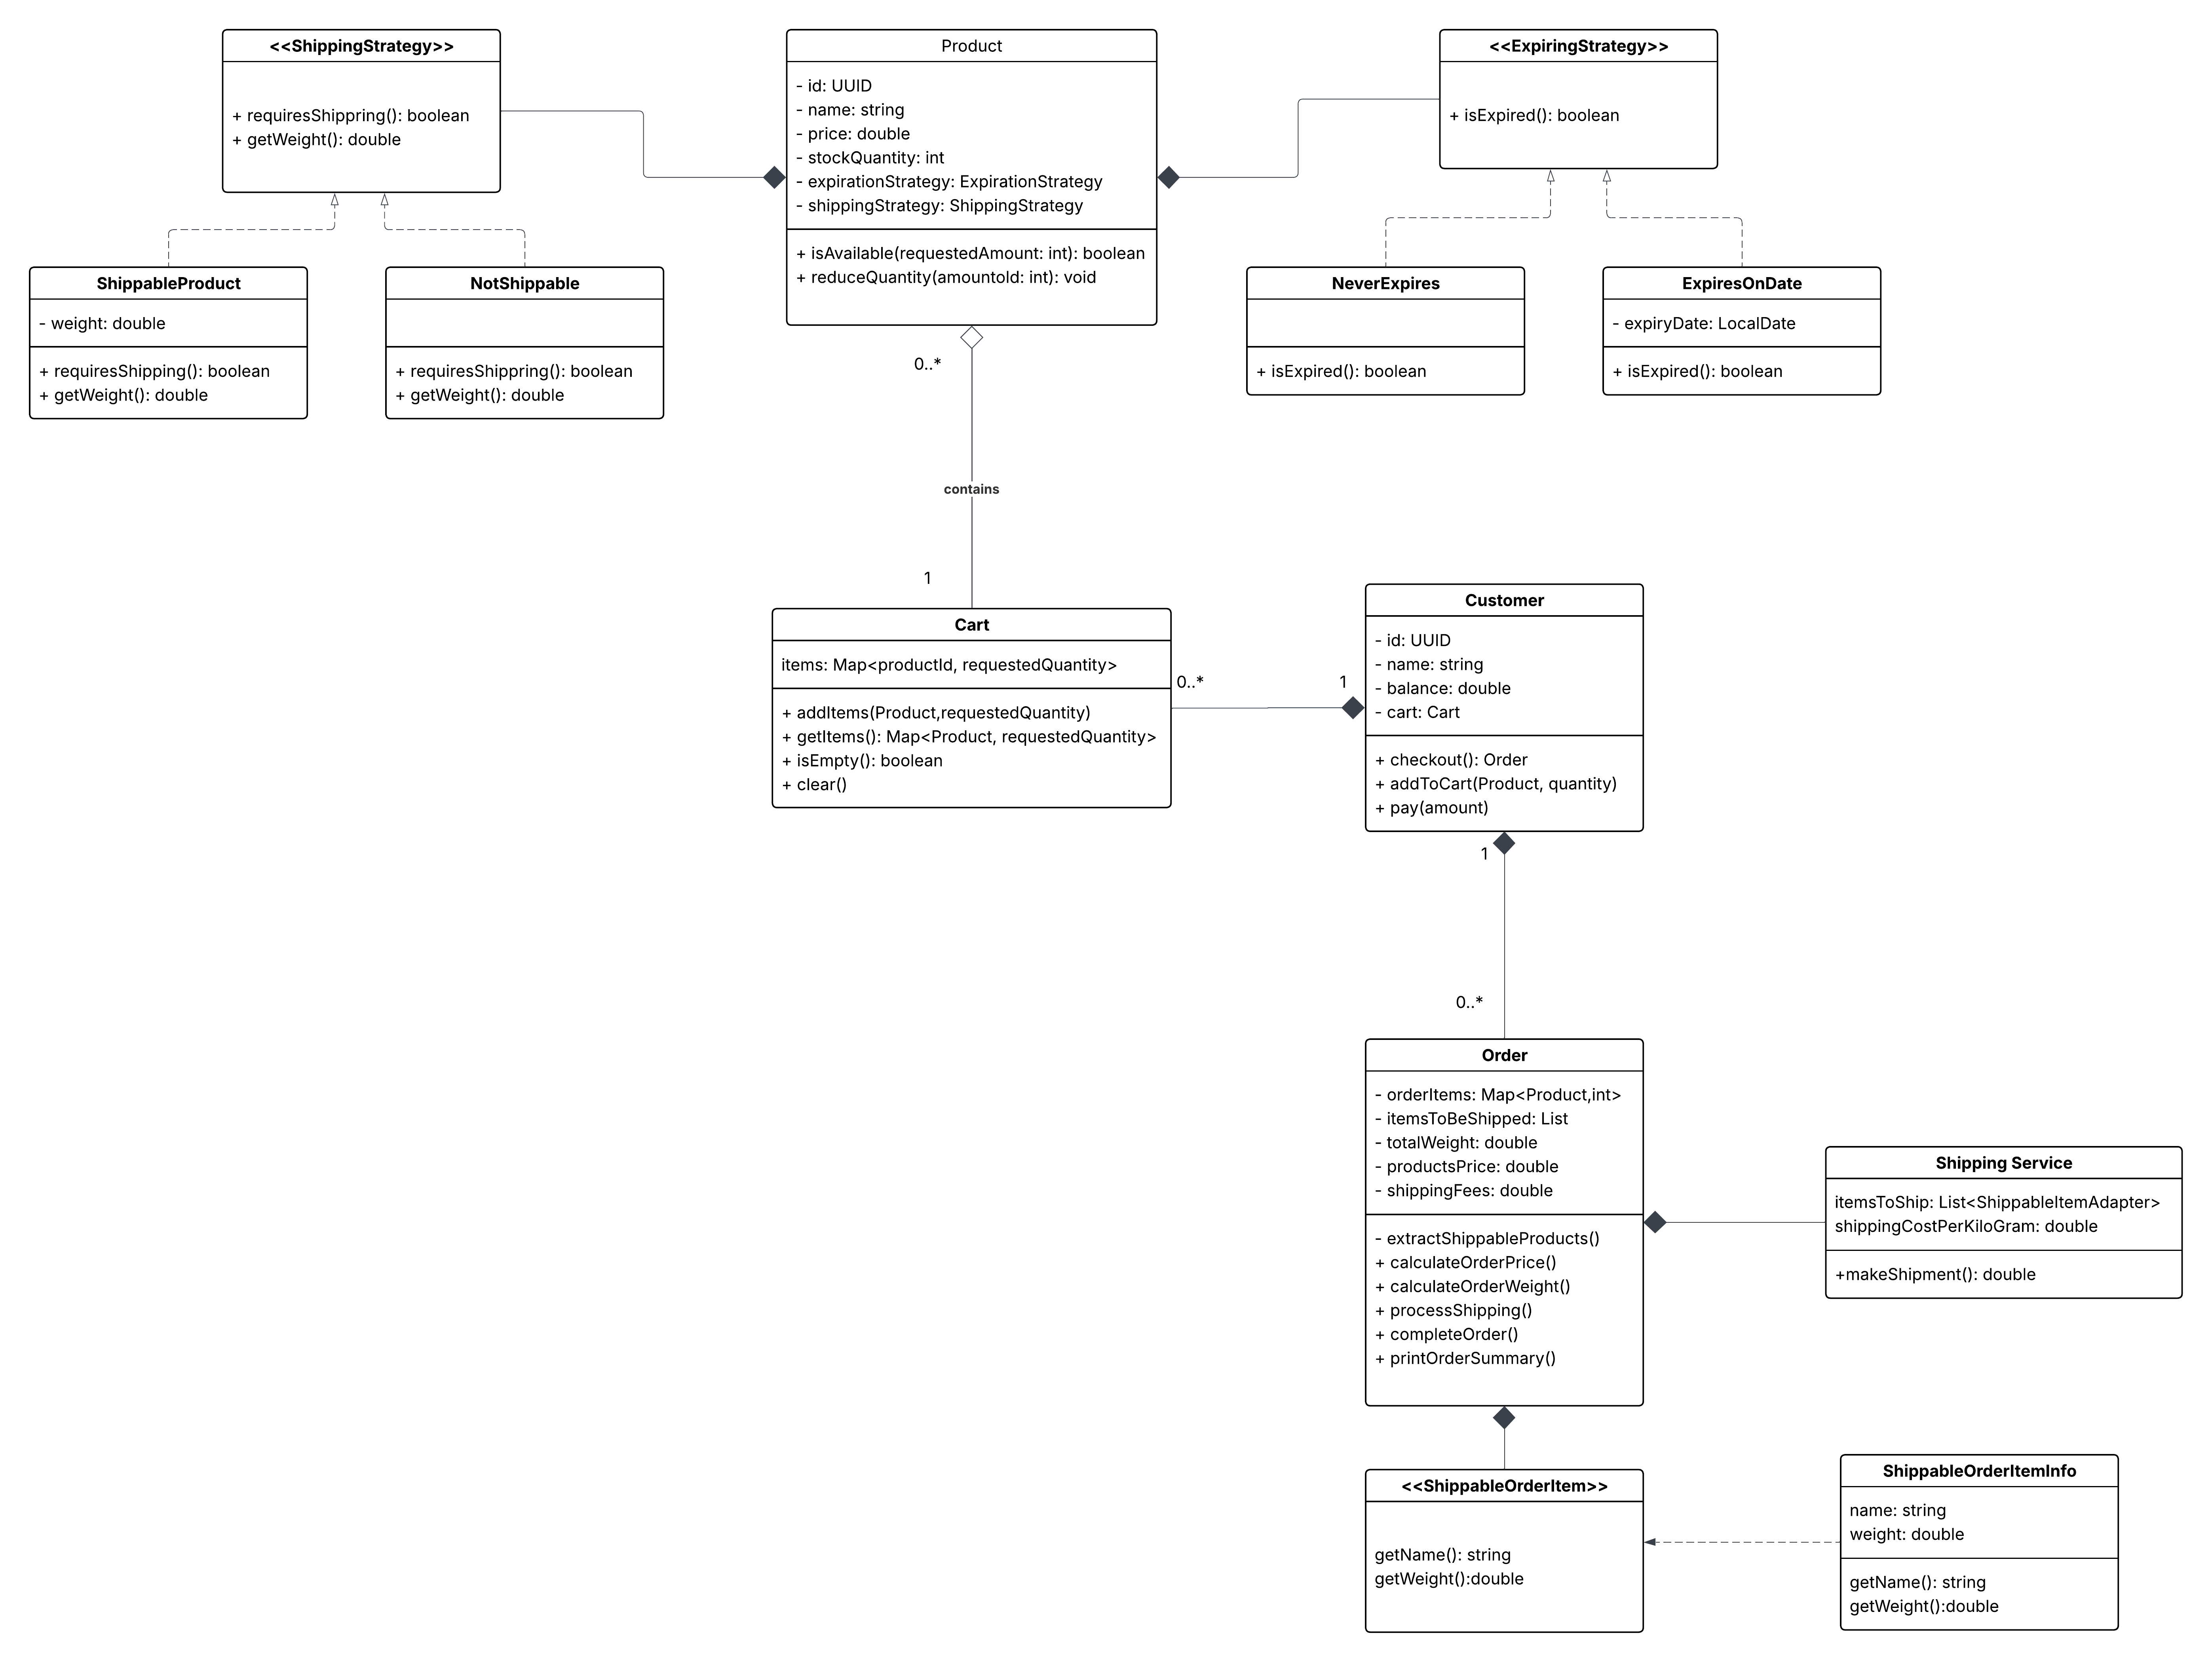 <<ShippingStrategy>>
+ requiresShippring(): boolean
+ getWeight(): double
Product
- id: UUID
- name: string
- price: double
- stockQuantity: int
- expirationStrategy: ExpirationStrategy
- shippingStrategy: ShippingStrategy
+ isAvailable(requestedAmount: int): boolean
+ reduceQuantity(amountold: int): void
<<ExpiringStrategy>>
+ isExpired(): boolean
ShippableProduct
- weight: double
+ requiresShipping(): boolean
+ getWeight(): double
NotShippable
+ requiresShippring(): boolean
+ getWeight(): double
NeverExpires
+ isExpired(): boolean
ExpiresOnDate
- expiryDate: LocalDate
+ isExpired(): boolean
0..*
contains
1
Cart
items: Map<productId, requestedQuantity>
+ addItems(Product,requestedQuantity)
+ getItems(): Map<Product, requestedQuantity>
+ isEmpty(): boolean
+ clear()
0..*
1
Customer
- id: UUID
- name: string
- balance: double
- cart: Cart
+ checkout(): Order
+ addToCart(Product, quantity)
+ pay(amount)
1
0..*
Order
- orderItems: Map<Product,int>
- itemsToBeShipped: List
- totalWeight: double
- productsPrice: double
- shippingFees: double
- extractShippableProducts()
+ calculateOrderPrice()
+ calculateOrderWeight()
+ processShipping()
+ completeOrder()
+ printOrderSummary()
Shipping Service
itemsToShip: List<ShippableItemAdapter>
shippingCostPerKiloGram: double
+makeShipment(): double
<<ShippableOrderItem>>
getName(): string
getWeight():double
ShippableOrderItemInfo
name: string
weight: double
getName(): string
getWeight():double